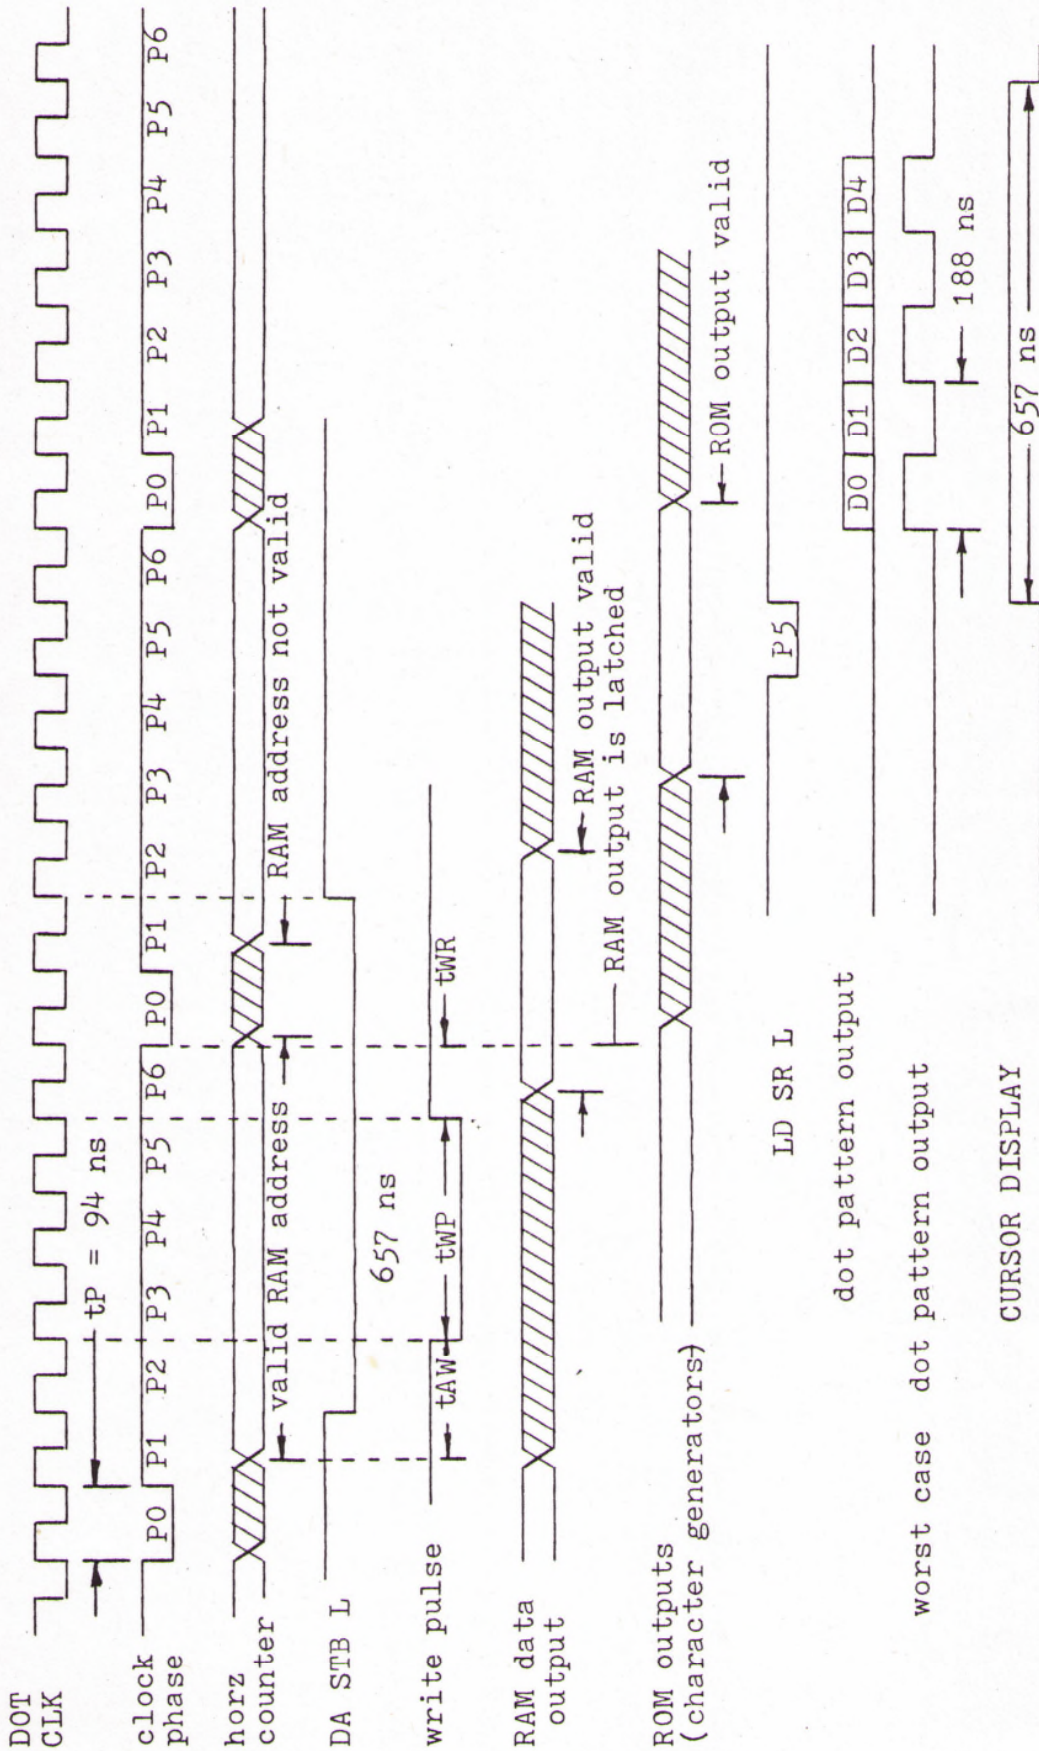 DOT
CLK
tP = 94 ns
clock
phase
P0 P1 P2 P3 P4 P5 P6 P0 P1 P2 P3 P4 P5 P6 P0 P1 P2 P3 P4 P5 P6
horz
counter
valid RAM address
RAM address not valid
DA STB L
657 ns
write pulse
tAW
tWP
tWR
RAM data
output
RAM output valid
RAM output is latched
ROM outputs
(character generators)
ROM output valid
LD SR L
P5
dot pattern output
D0 D1 D2 D3 D4
worst case dot pattern output
188 ns
CURSOR DISPLAY
657 ns